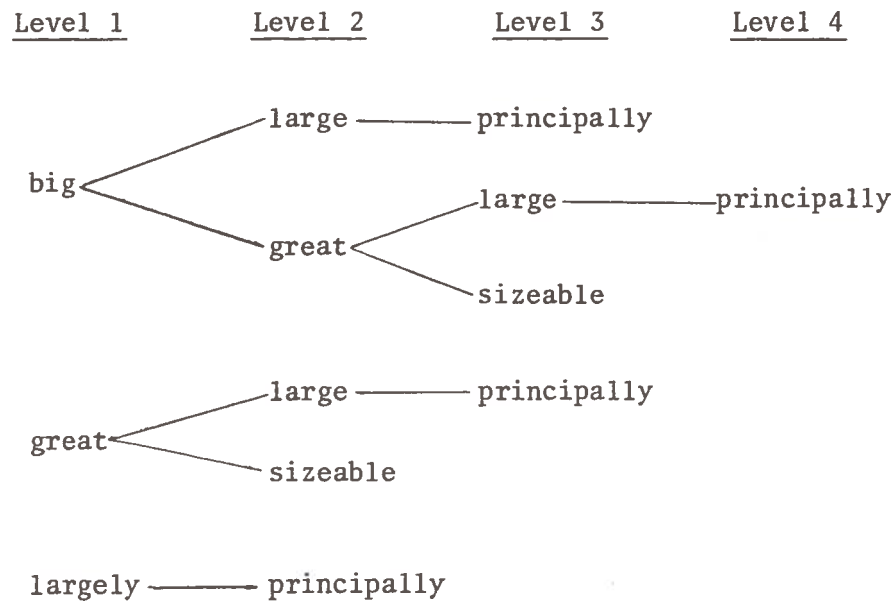 Level 1 Level 2 Level 3 Level 4
large principally
big
large principally
great
sizeable
large principally
great
sizeable
largely principally